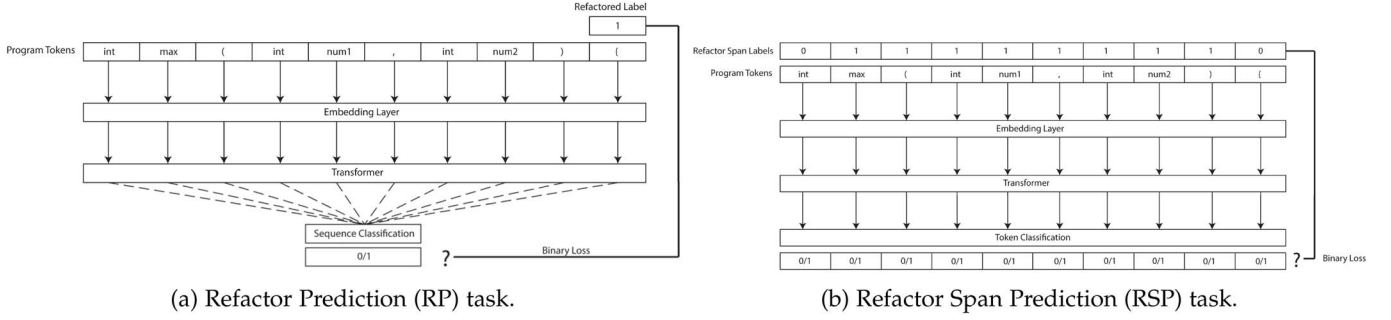 Refactored Label
1
Program Tokens int max ( int num1 , int num2 ) {
Embedding Layer
Transformer
Sequence Classification
0/1 ? Binary Loss
(a) Refactor Prediction (RP) task.
Refactor Span Labels 0 1 1 1 1 1 1 1 1 0
Program Tokens int max ( int num1 , int num2 ) {
Embedding Layer
Transformer
Token Classification
0/1 0/1 0/1 0/1 0/1 0/1 0/1 0/1 0/1 0/1 ? Binary Loss
(b) Refactor Span Prediction (RSP) task.